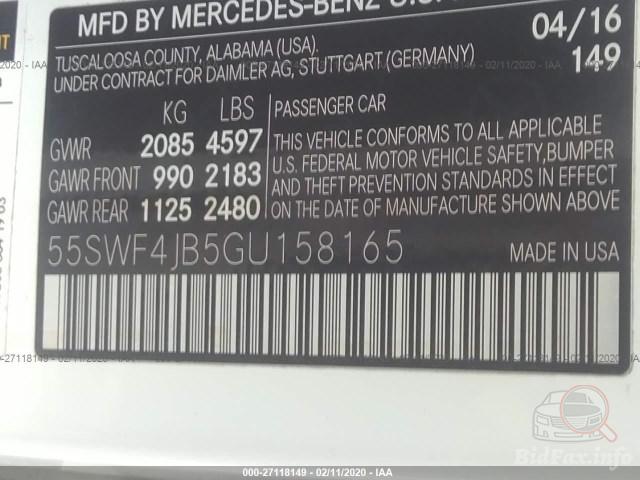 MFD BY MERCEDES-BENZ U.S.
04/16
149
TUSCALOOSA COUNTY, ALABAMA (USA).
UNDER CONTRACT FOR DAIMLER AG, STUTTGART (GERMANY)
KG LBS
PASSENGER CAR
GVWR 2085 4597
GAWR FRONT 990 2183
GAWR REAR 1125 2480
THIS VEHICLE CONFORMS TO ALL APPLICABLE
U.S. FEDERAL MOTOR VEHICLE SAFETY,BUMPER
AND THEFT PREVENTION STANDARDS IN EFFECT
ON THE DATE OF MANUFACTURE SHOWN ABOVE
55SWF4JB5GU158165
MADE IN USA
BidFax.info
000-27118149 - 02/11/2020 - IAA